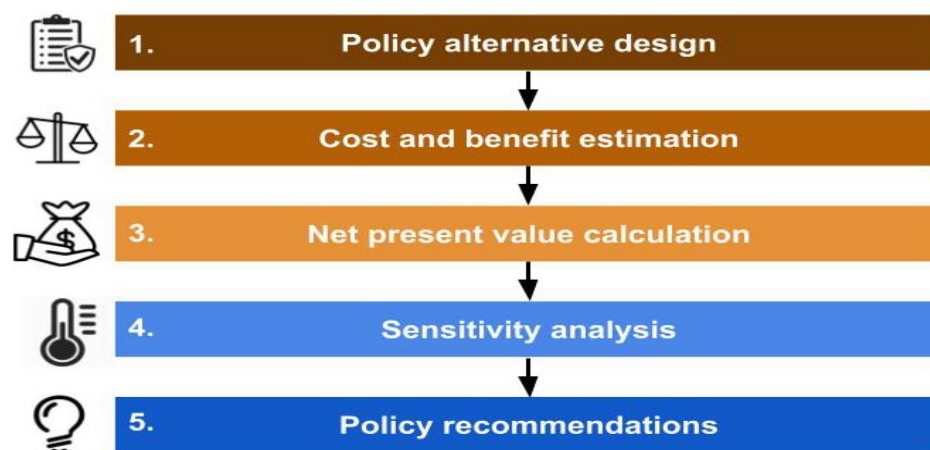 1. Policy alternative design
2. Cost and benefit estimation
$
3. Net present value calculation
4. Sensitivity analysis
5. Policy recommendations